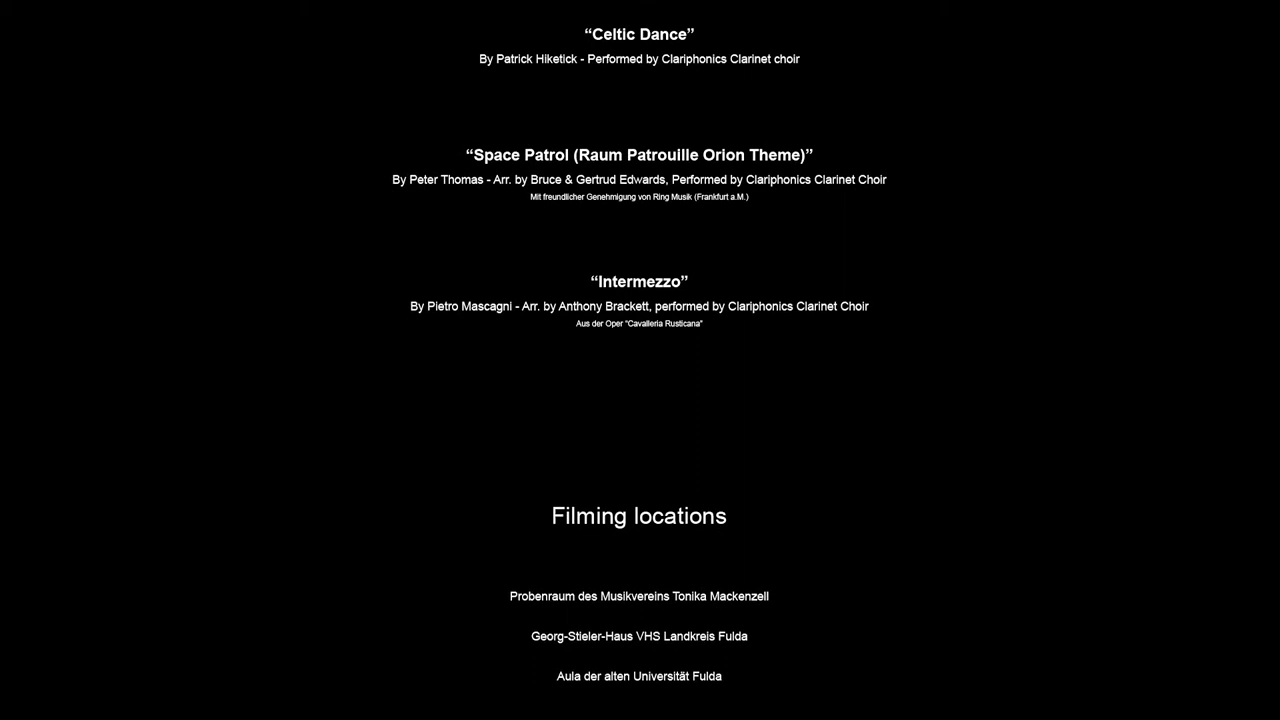 “Celtic Dance”
By Patrick Hiketick - Performed by Clariphonics Clarinet choir
“Space Patrol (Raum Patrouille Orion Theme)”
By Peter Thomas - Arr. by Bruce & Gertrud Edwards, Performed by Clariphonics Clarinet Choir
Mit freundlicher Genehmigung von Ring Musik (Frankfurt a.M.)
“Intermezzo”
By Pietro Mascagni - Arr. by Anthony Brackett, performed by Clariphonics Clarinet Choir
Aus der Oper "Cavalleria Rusticana"
Filming locations
Probenraum des Musikvereins Tonika Mackenzell
Georg-Stieler-Haus VHS Landkreis Fulda
Aula der alten Universität Fulda